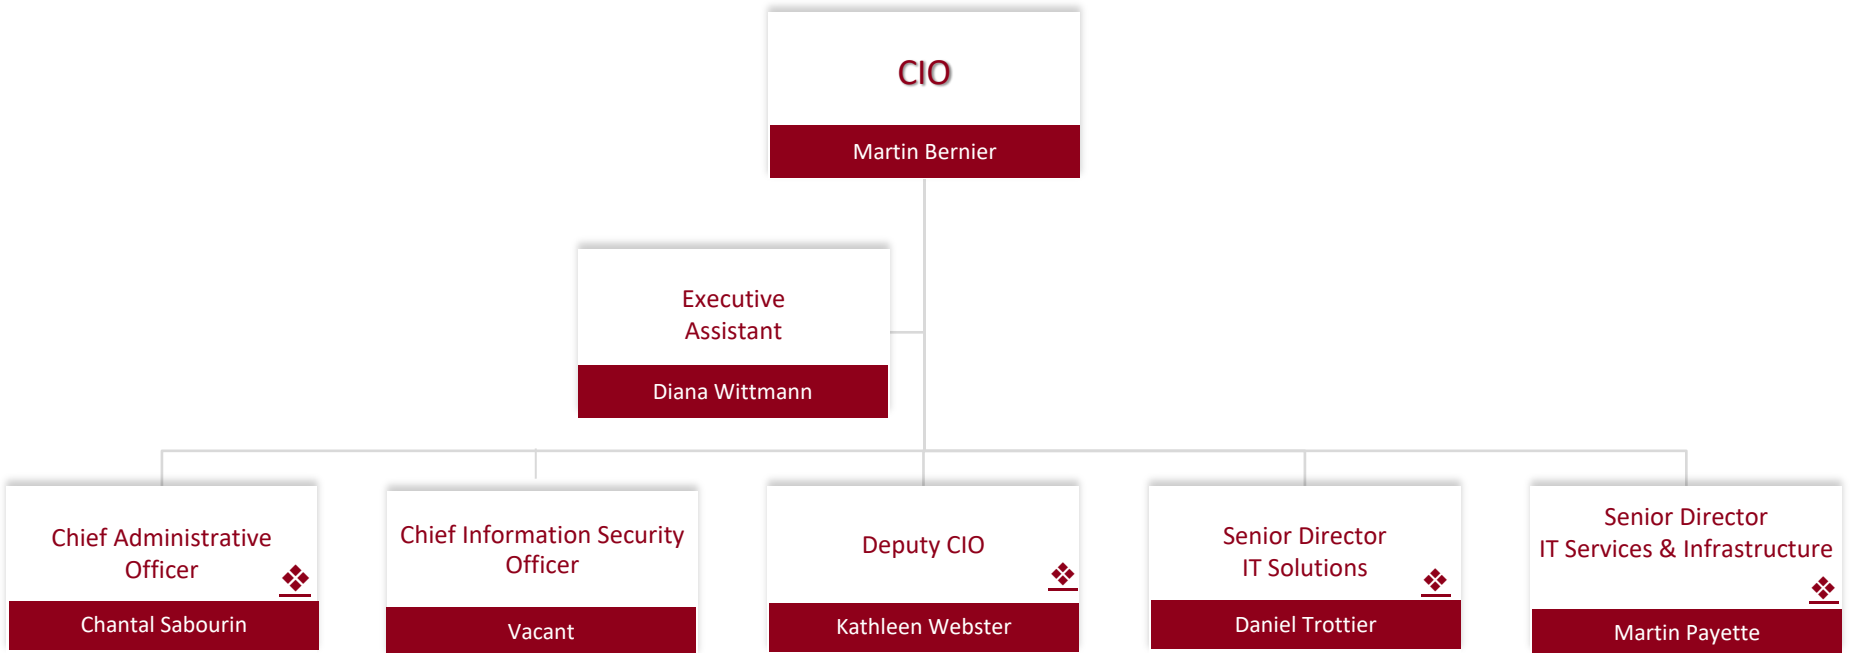 CIO
Martin Bernier
Executive
Assistant
Diana Wittmann
Chief Administrative
Officer
Chantal Sabourin
Chief Information Security
Officer
Vacant
Deputy CIO
Kathleen Webster
Senior Director
IT Solutions
Daniel Trottier
Senior Director
IT Services & Infrastructure
Martin Payette